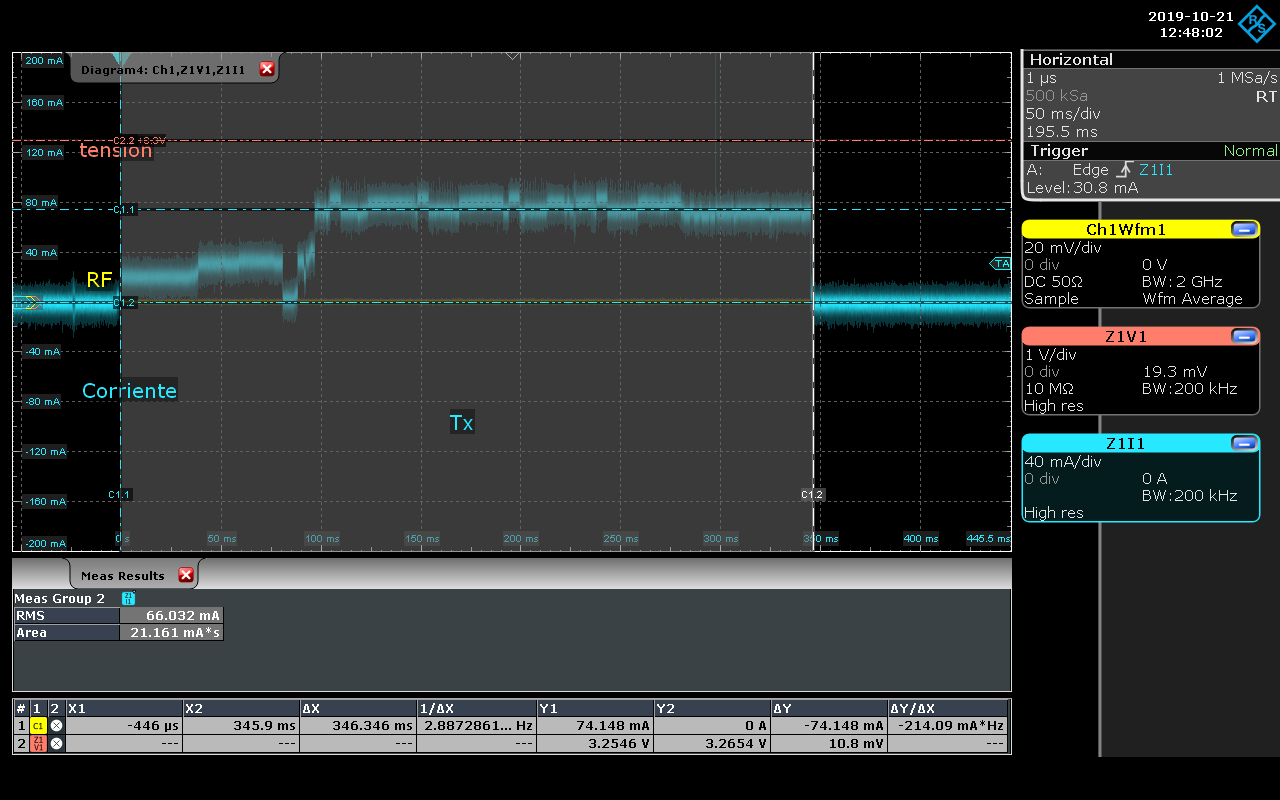 2019-10-21
12:48:02
R&S
Diagram4: Ch1,Z1V1,Z1I1
200 mA
160 mA
120 mA
80 mA
40 mA
-40 mA
-80 mA
-120 mA
-160 mA
-200 mA
tension
C1.1
RF
C1.2
Corriente
Tx
C1.1
C1.2
TA
0 s
50 ms
100 ms
150 ms
200 ms
250 ms
300 ms
350 ms
400 ms
445.5 ms
Horizontal
1 µs 1 MSa/s
500 kSa RT
50 ms/div
195.5 ms
Trigger Normal
A: Edge Z1I1
Level: 30.8 mA
Ch1Wfm1
20 mV/div
0 div 0 V
DC 50Ω BW: 2 GHz
Sample Wfm Average
Z1V1
1 V/div
0 div 19.3 mV
10 MΩ BW:200 kHz
High res
Z1I1
40 mA/div
0 div 0 A
BW:200 kHz
High res
Meas Results
Meas Group 2 Z1 I1
RMS 66.032 mA
Area 21.161 mA*s
# 1 2 X1 X2 ΔX 1/ΔX Y1 Y2 ΔY ΔY/ΔX
1 C1 -446 µs 345.9 ms 346.346 ms 2.8872861... Hz 74.148 mA 0 A -74.148 mA -214.09 mA*Hz
2 Z1 V1 --- --- --- --- 3.2546 V 3.2654 V 10.8 mV ---